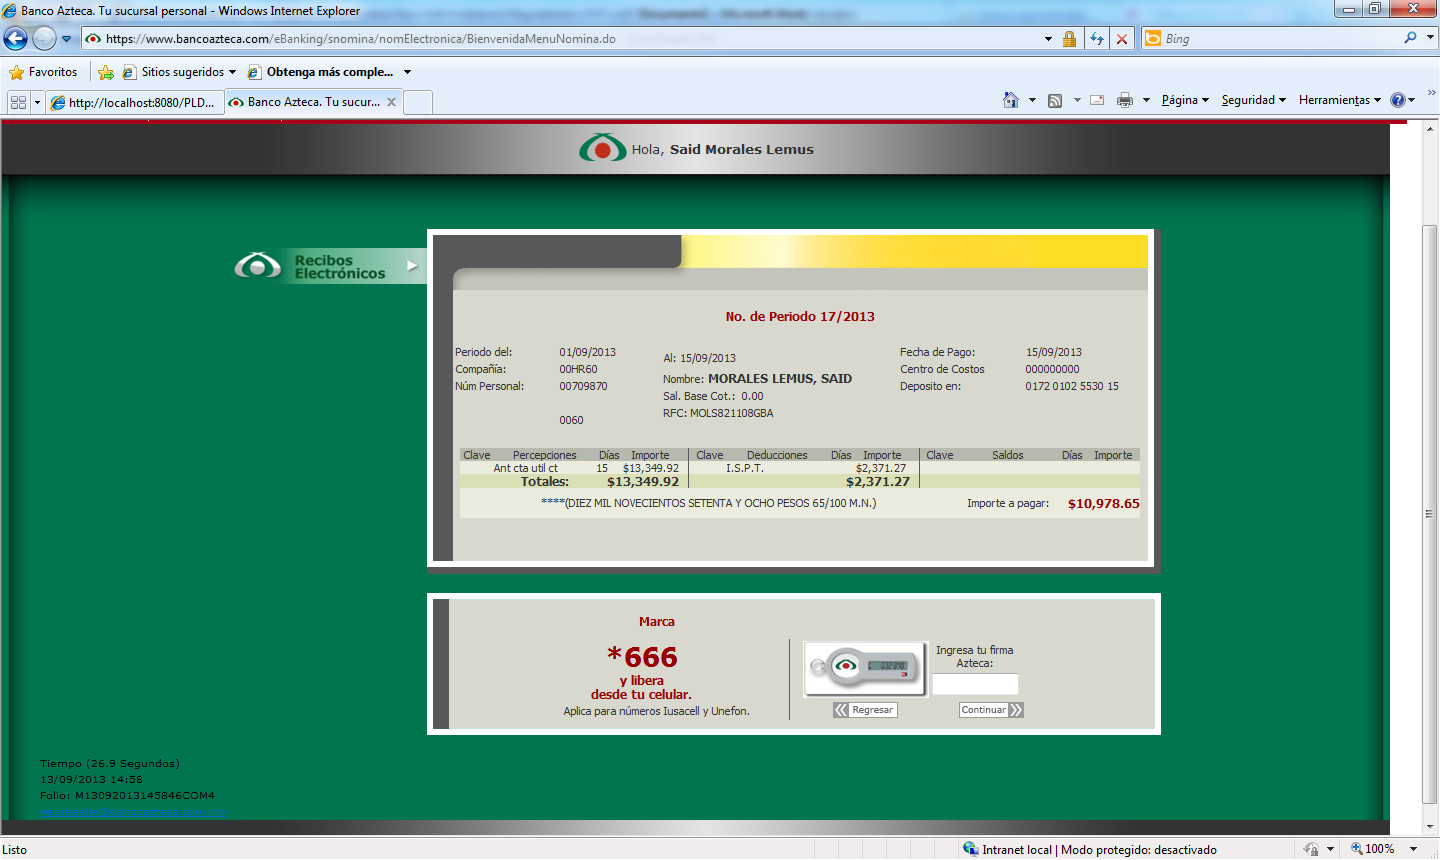 Banco Azteca. Tu sucursal personal - Windows Internet Explorer
https://www.bancoazteca.com/eBanking/snomina/nomElectronica/BienvenidaMenuNomina.do
Bing
Favoritos Sitios sugeridos Obtenga más comple...
http://localhost:8080/PLD... Banco Azteca. Tu sucur... Página Seguridad Herramientas
Hola, Said Morales Lemus
Recibos
Electrónicos
No. de Periodo 17/2013
Periodo del: 01/09/2013 Al: 15/09/2013 Fecha de Pago: 15/09/2013
Compañía: 00HR60 Nombre: MORALES LEMUS, SAID Centro de Costos 000000000
Núm Personal: 00709870 Sal. Base Cot.: 0.00 Deposito en: 0172 0102 5530 15
0060 RFC: MOLS821108GBA
Clave Percepciones Días Importe Clave Deducciones Días Importe Clave Saldos Días Importe
Ant cta util ct 15 $13,349.92 I.S.P.T. $2,371.27
Totales: $13,349.92 $2,371.27
****(DIEZ MIL NOVECIENTOS SETENTA Y OCHO PESOS 65/100 M.N.) Importe a pagar: $10,978.65
Marca
*666
y libera
desde tu celular.
Aplica para números Iusacell y Unefon.
Ingresa tu firma
Azteca:
Regresar Continuar
Tiempo (26.9 Segundos)
13/09/2013 14:58
Folio: M13092013145846COM4
Listo Intranet local | Modo protegido: desactivado 100%